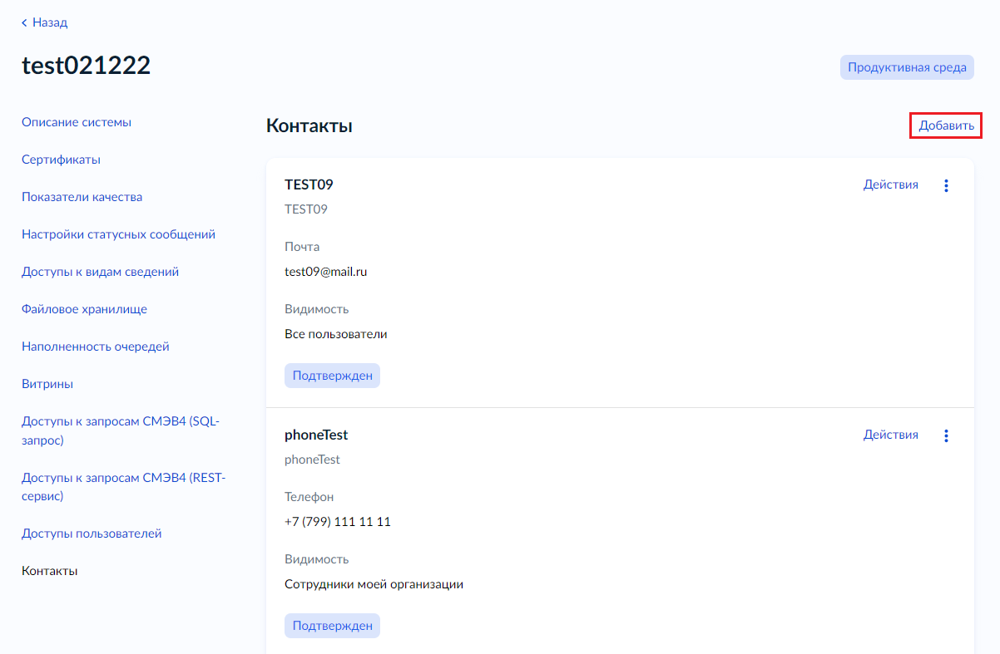 Назад
test021222
Продуктивная среда
Описание системы
Сертификаты
Показатели качества
Настройки статусных сообщений
Доступы к видам сведений
Файловое хранилище
Наполненность очередей
Витрины
Доступы к запросам СМЭВ4 (SQL-
запрос)
Доступы к запросам СМЭВ4 (REST-
сервис)
Доступы пользователей
Контакты
Контакты
Добавить
TEST09
Действия
TEST09
Почта
test09@mail.ru
Видимость
Все пользователи
Подтвержден
phoneTest
Действия
phoneTest
Телефон
+7 (799) 111 11 11
Видимость
Сотрудники моей организации
Подтвержден